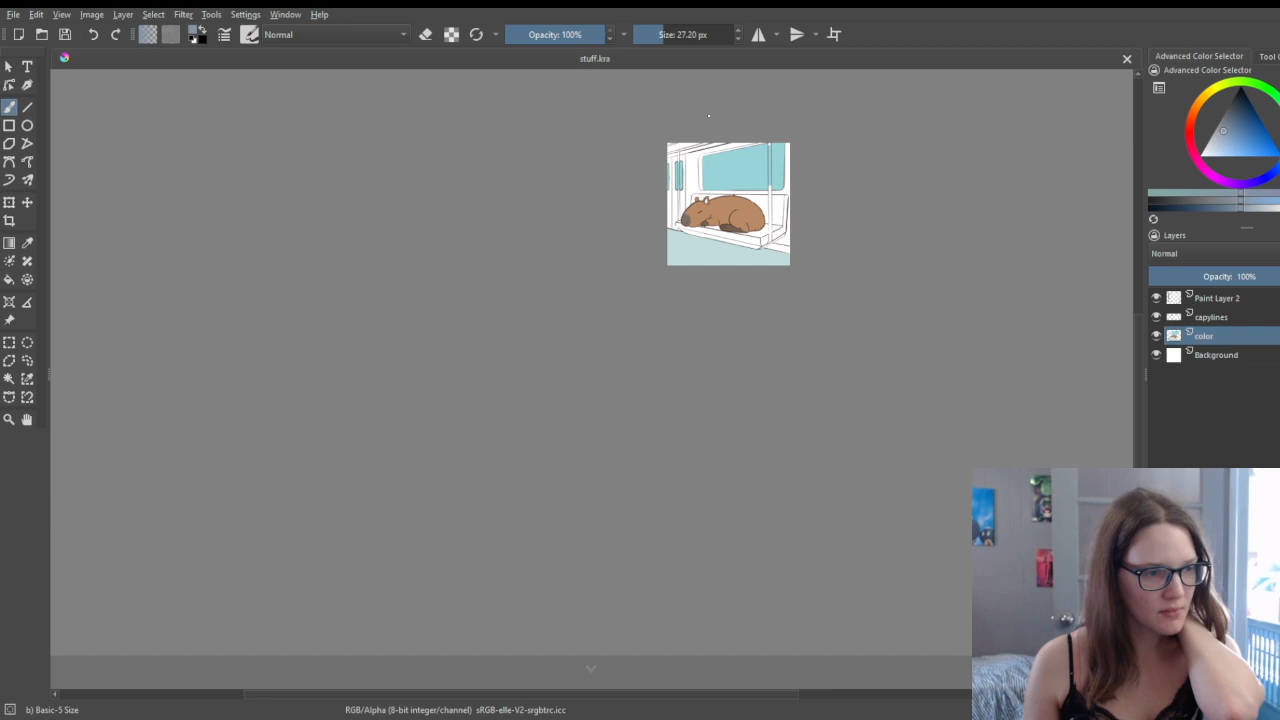 File Edit View Image Layer Select Filter Tools Settings Window Help
Normal
Opacity: 100%
Size: 27.20 px
stuff.kra
Advanced Color Selector
Advanced Color Selector
Layers
Normal
Opacity: 100%
Paint Layer 2
capylines
color
Background
b) Basic-5 Size
RGB/Alpha (8-bit integer/channel) sRGB-elle-V2-srgbtrc.icc